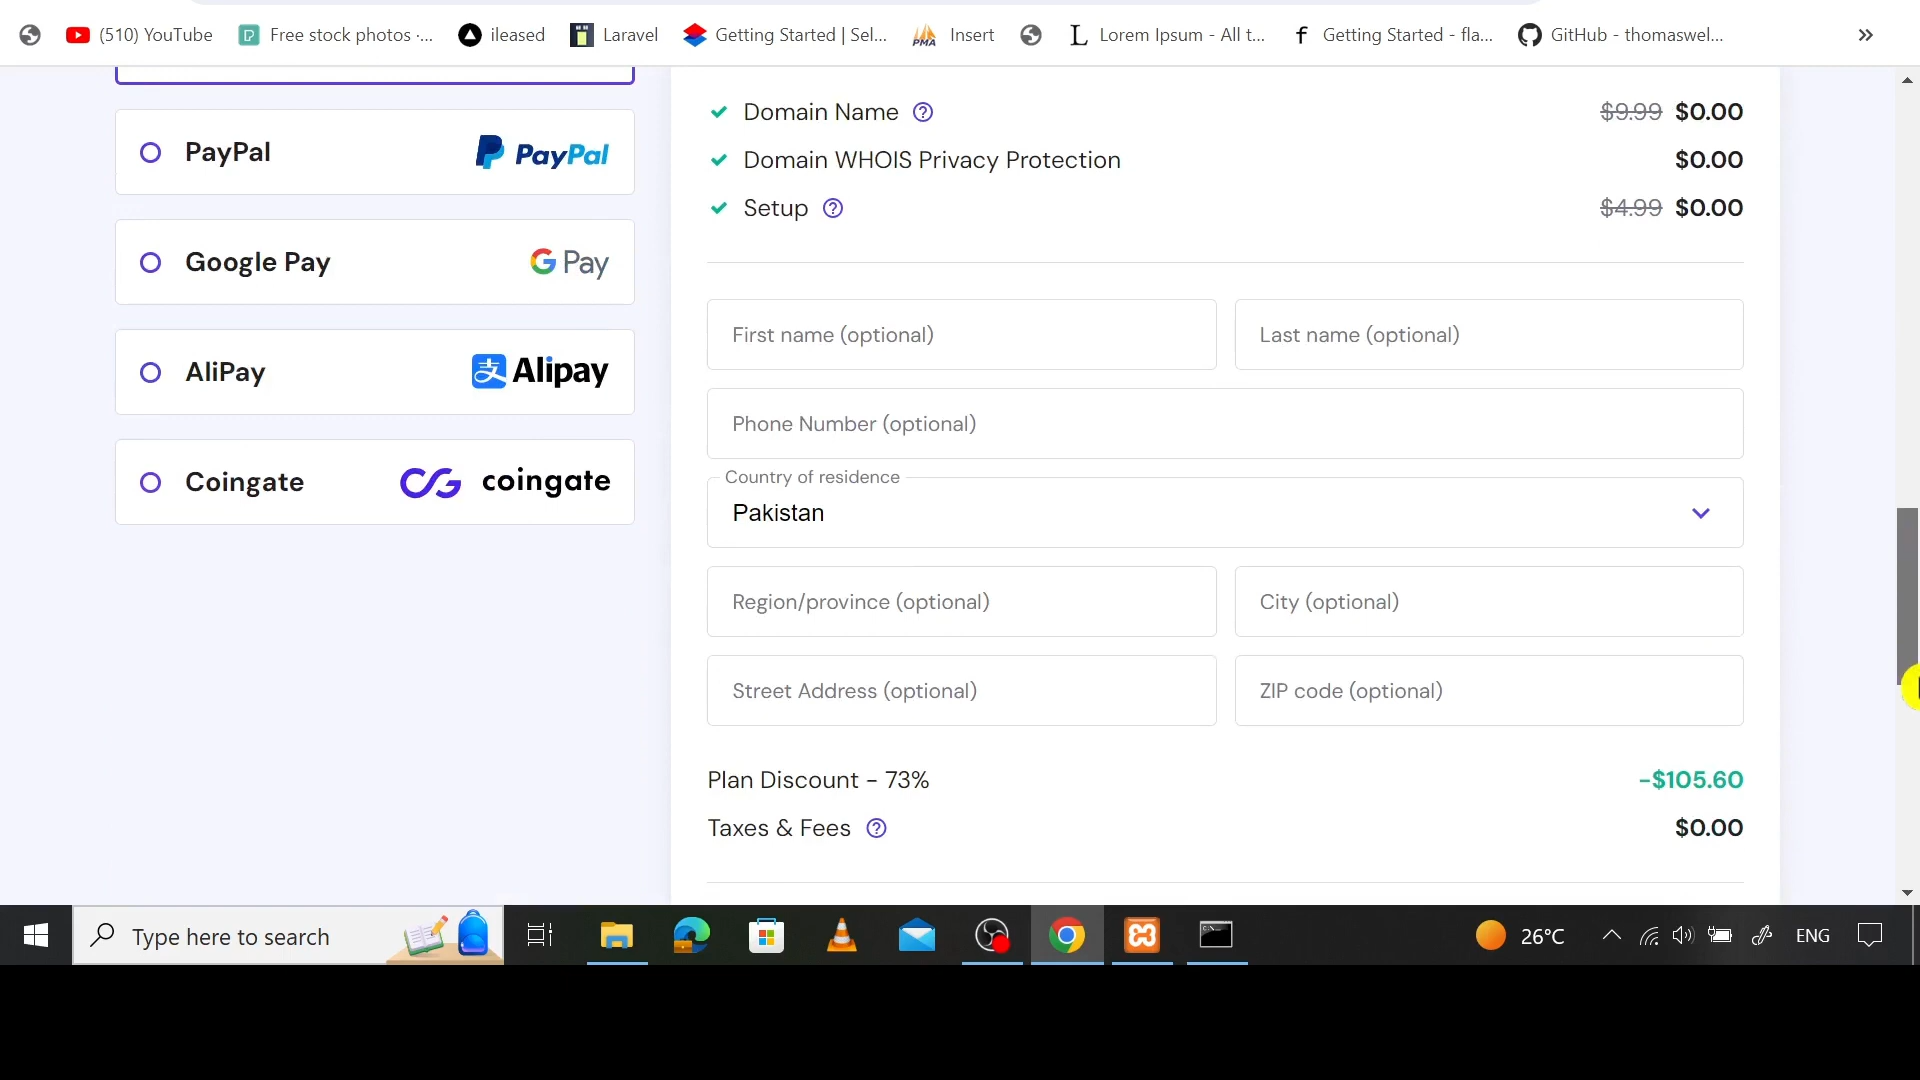 (510) YouTube
Free stock photos ·...
ileased
Laravel
Getting Started | Sel...
Insert
Lorem Ipsum - All t...
Getting Started - fla...
GitHub - thomaswel...
PayPal
PayPal
Google Pay
G Pay
AliPay
支 Alipay
Coingate
coingate
Domain Name
$9.99 $0.00
Domain WHOIS Privacy Protection
$0.00
Setup
$4.99 $0.00
First name (optional)
Last name (optional)
Phone Number (optional)
Country of residence
Pakistan
Region/province (optional)
City (optional)
Street Address (optional)
ZIP code (optional)
Plan Discount - 73%
-$105.60
Taxes & Fees
$0.00
Type here to search
26°C
ENG